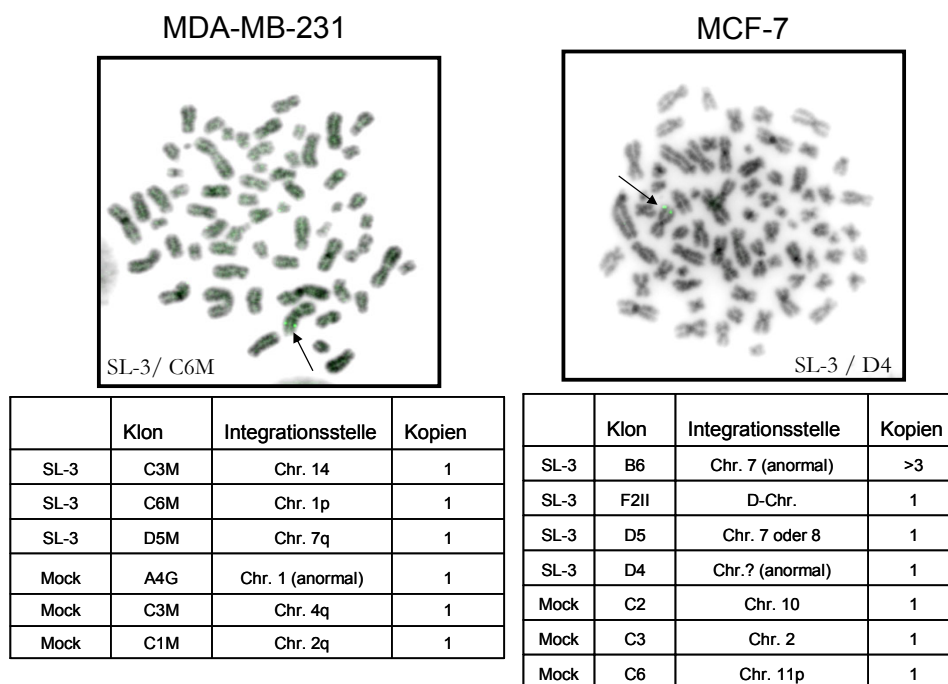 MDA-MB-231
SL-3/ C6M
Klon Integrationsstelle Kopien
SL-3 C3M Chr. 14 1
SL-3 C6M Chr. 1p 1
SL-3 D5M Chr. 7q 1
Mock A4G Chr. 1 (anormal) 1
Mock C3M Chr. 4q 1
Mock C1M Chr. 2q 1
MCF-7
SL-3 / D4
Klon Integrationsstelle Kopien
SL-3 B6 Chr. 7 (anormal) >3
SL-3 F2II D-Chr. 1
SL-3 D5 Chr. 7 oder 8 1
SL-3 D4 Chr.? (anormal) 1
Mock C2 Chr. 10 1
Mock C3 Chr. 2 1
Mock C6 Chr. 11p 1